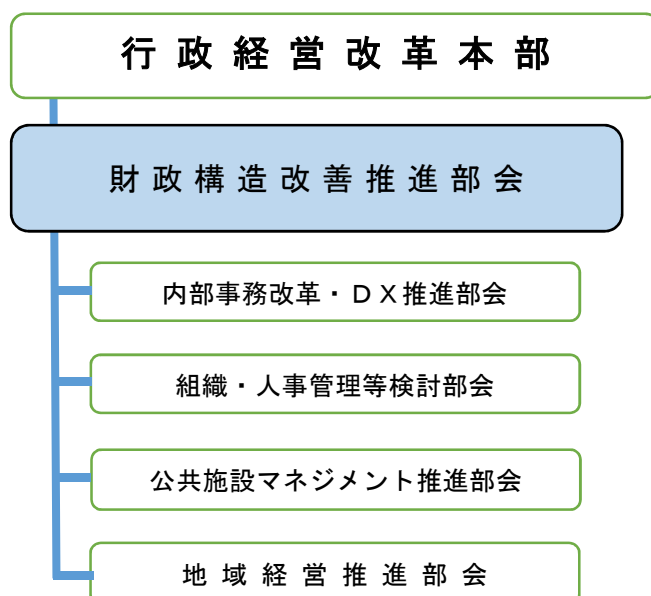 行政経営改革本部
財政構造改善推進部会
内部事務改革・ＤＸ推進部会
組織・人事管理等検討部会
公共施設マネジメント推進部会
地域経営推進部会